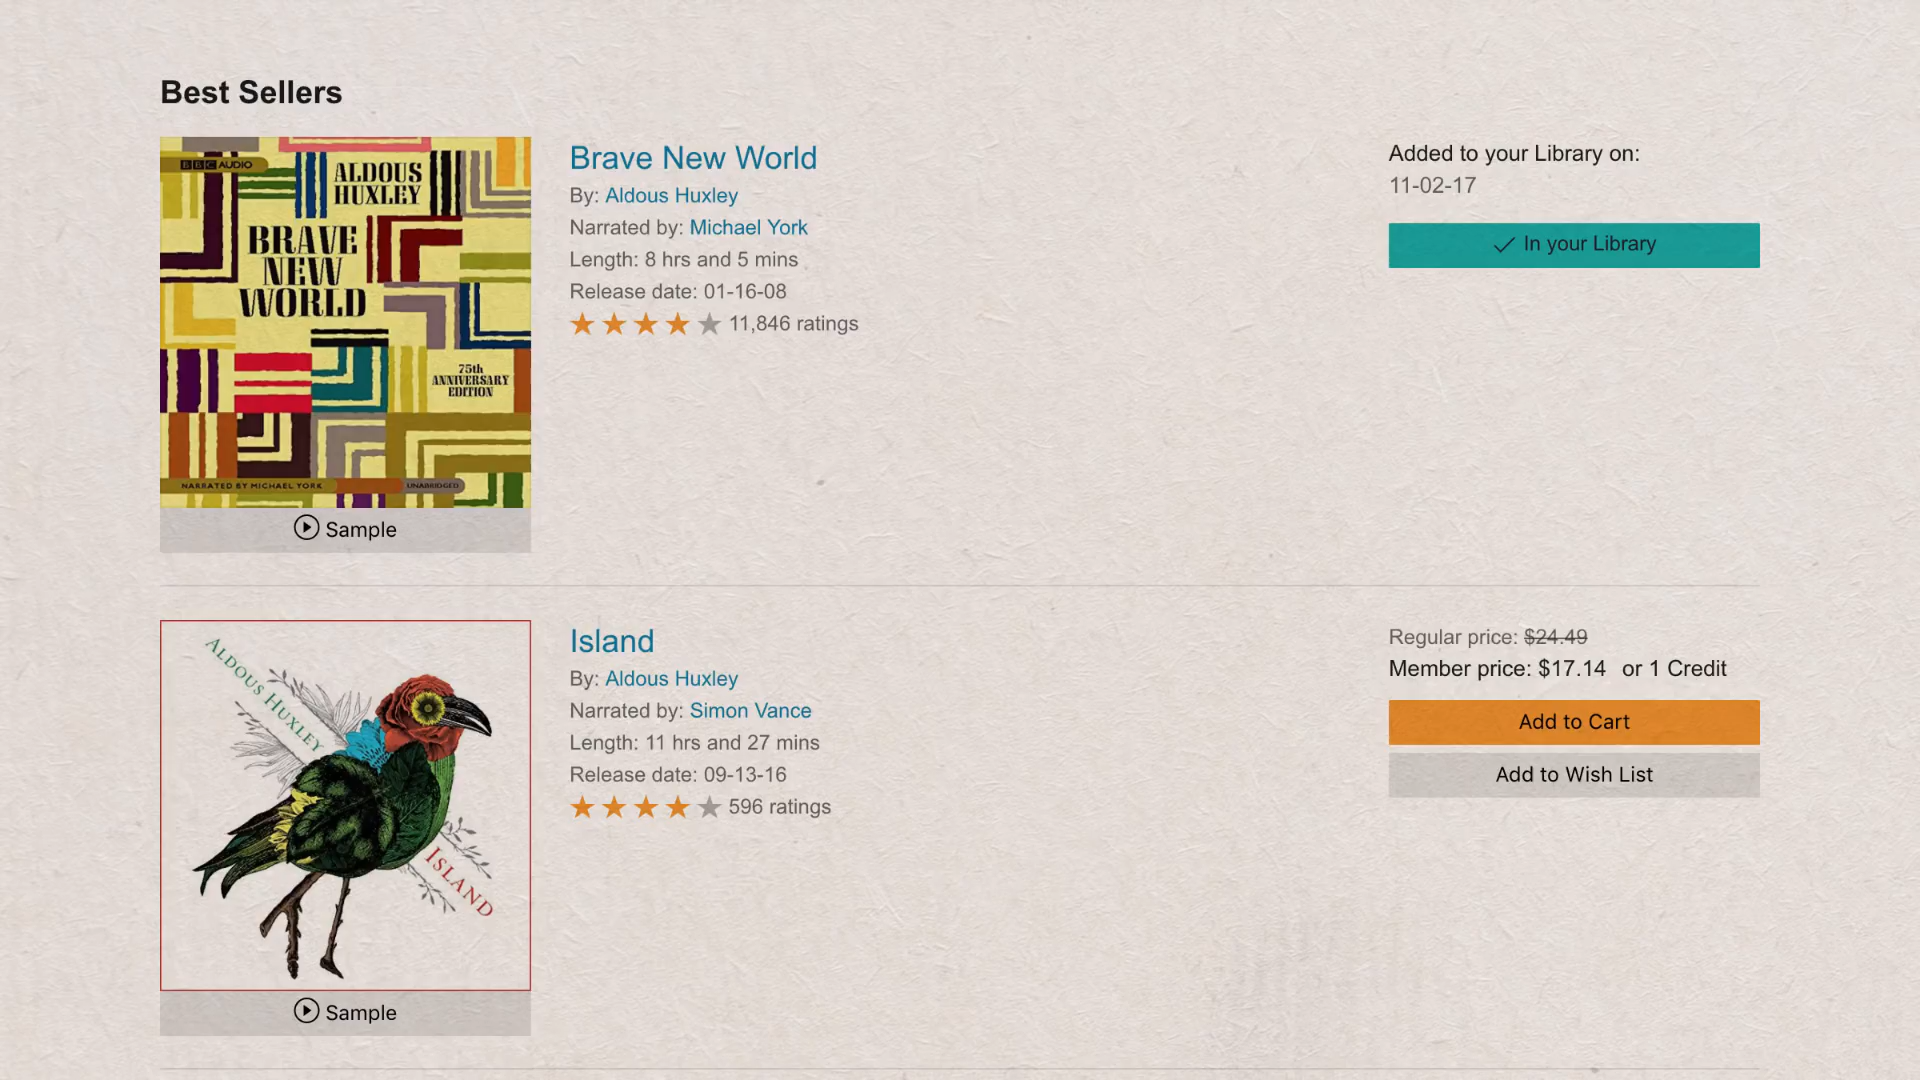 Best Sellers
BBC AUDIO
ALDOUS
HUXLEY
BRAVE
NEW
WORLD
75th
ANNIVERSARY
EDITION
NARRATED BY MICHAEL YORK
UNABRIDGED
Sample
Brave New World
By: Aldous Huxley
Narrated by: Michael York
Length: 8 hrs and 5 mins
Release date: 01-16-08
11,846 ratings
Added to your Library on:
11-02-17
In your Library
ALDOUS HUXLEY
ISLAND
Sample
Island
By: Aldous Huxley
Narrated by: Simon Vance
Length: 11 hrs and 27 mins
Release date: 09-13-16
596 ratings
Regular price: $24.49
Member price: $17.14 or 1 Credit
Add to Cart
Add to Wish List